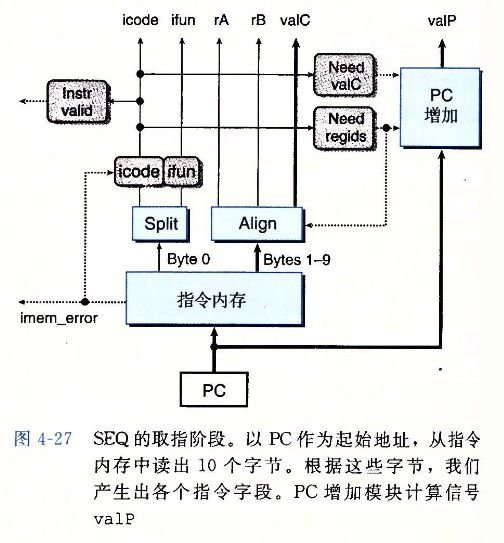 icode ifun rA rB valC valP
Need valC
Instr valid
PC 增加
Need regids
icode ifun
Split Align
Byte 0 Bytes 1–9
指令内存
imem_error
PC
图 4-27 SEQ 的取指阶段。以 PC 作为起始地址，从指令
内存中读出 10 个字节。根据这些字节，我们
产生出各个指令字段。PC 增加模块计算信号
valP